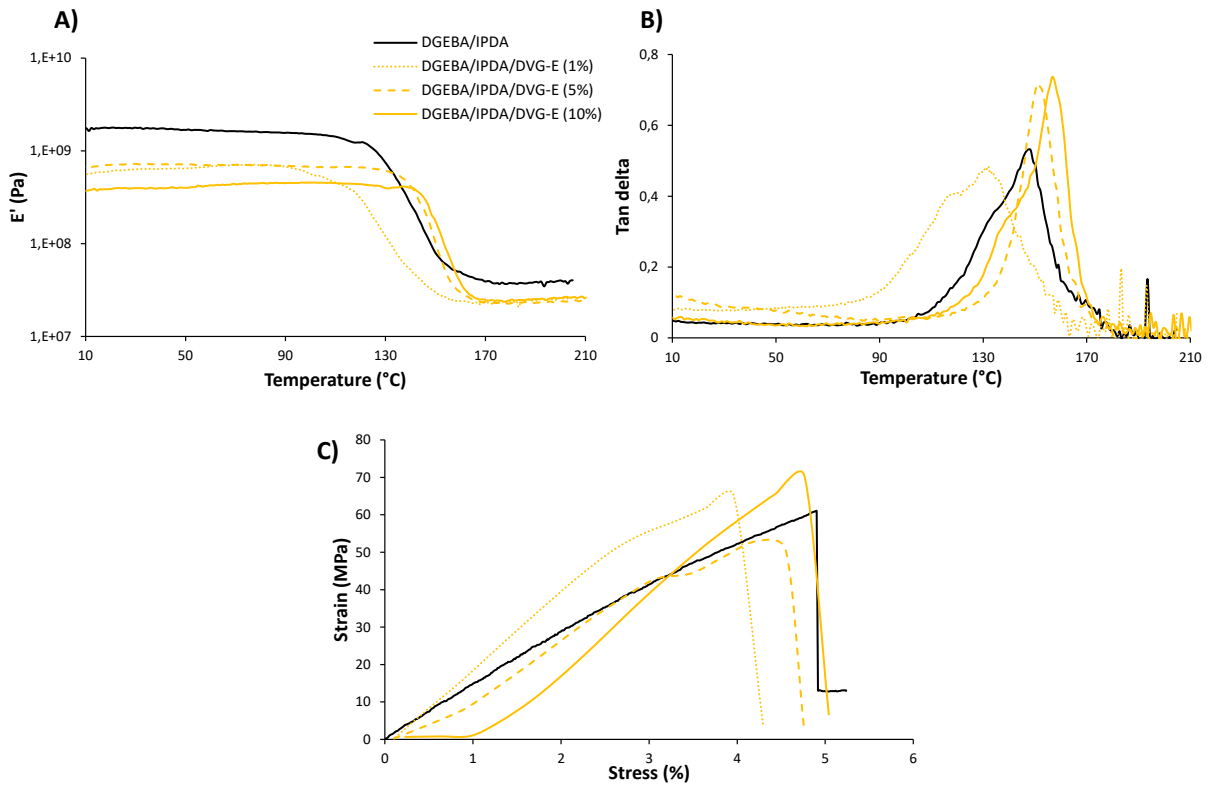 A)
DGEBA/IPDA
DGEBA/IPDA/DVG-E (1%)
DGEBA/IPDA/DVG-E (5%)
DGEBA/IPDA/DVG-E (10%)
1,E+10
1,E+09
1,E+08
1,E+07
E' (Pa)
10 50 90 130 170 210
Temperature (°C)
B)
0,8
0,6
0,4
0,2
0
Tan delta
10 50 90 130 170 210
Temperature (°C)
C)
80
70
60
50
40
30
20
10
0
Strain (MPa)
0 1 2 3 4 5 6
Stress (%)